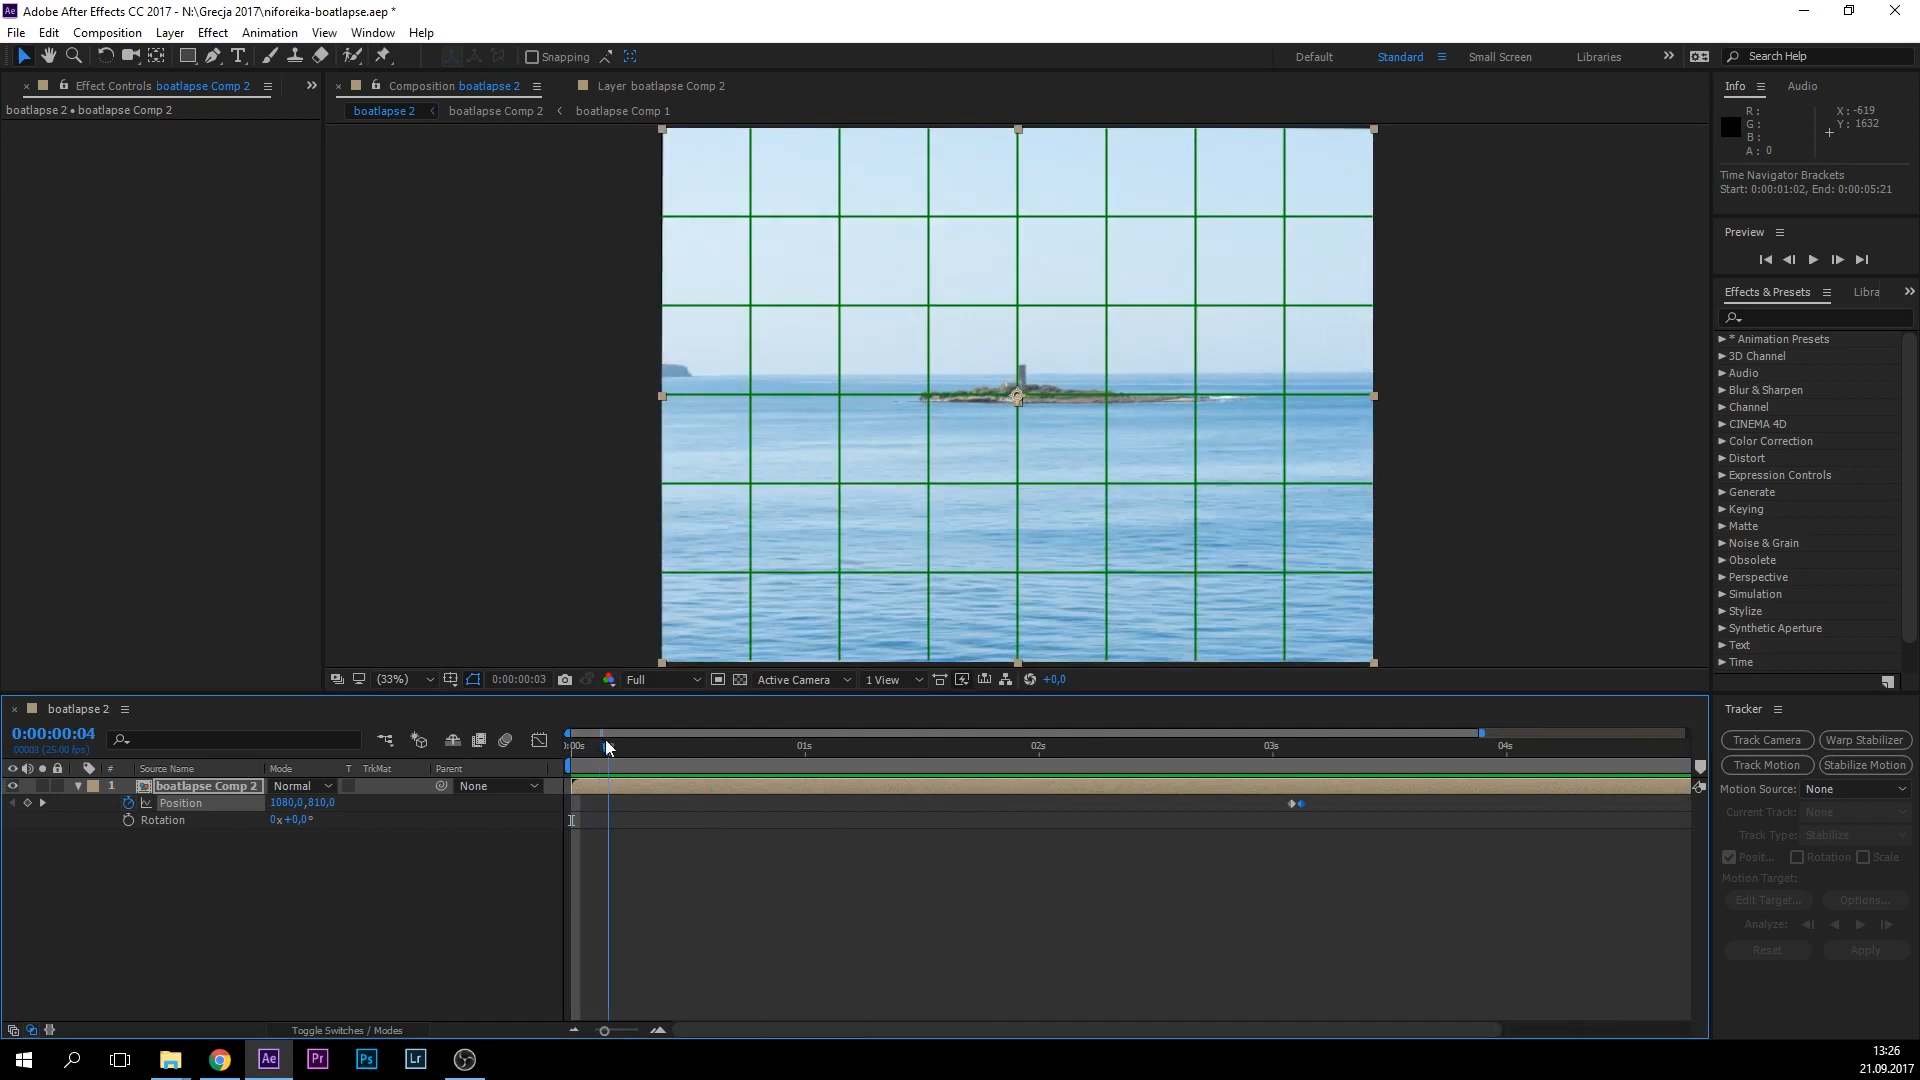 Ae Adobe After Effects CC 2017 - N:\Grecja 2017\niforeika-boatlapse.aep *
File Edit Composition Layer Effect Animation View Window Help
Snapping Default Standard Small Screen Libraries Search Help
Effect Controls boatlapse Comp 2
boatlapse 2 • boatlapse Comp 2
Composition boatlapse 2
Layer boatlapse Comp 2
boatlapse 2 boatlapse Comp 2 boatlapse Comp 1
Info Audio
R: X: -619
G: Y: 1632
B:
A: 0
Time Navigator Brackets
Start: 0:00:01:02, End: 0:00:05:21
Preview
Effects & Presets Libra
* Animation Presets
3D Channel
Audio
Blur & Sharpen
Channel
CINEMA 4D
Color Correction
Distort
Expression Controls
Generate
Keying
Matte
Noise & Grain
Obsolete
Perspective
Simulation
Stylize
Synthetic Aperture
Text
Time
(33%) 0:00:00:03 Full Active Camera 1 View +0,0
boatlapse 2
0:00:00:04
00003 (25.00 fps)
:00s 01s 02s 03s 04s
# Source Name Mode T TrkMat Parent
1 boatlapse Comp 2 Normal None
Position 1080,0,810,0
Rotation 0x+0,0°
Toggle Switches / Modes
Tracker
Track Camera Warp Stabilizer
Track Motion Stabilize Motion
Motion Source: None
Current Track: None
Track Type: Stabilize
Posit... Rotation Scale
Motion Target:
Edit Target... Options...
Analyze:
Reset Apply
Ae Pr Ps Lr
13:26
21.09.2017